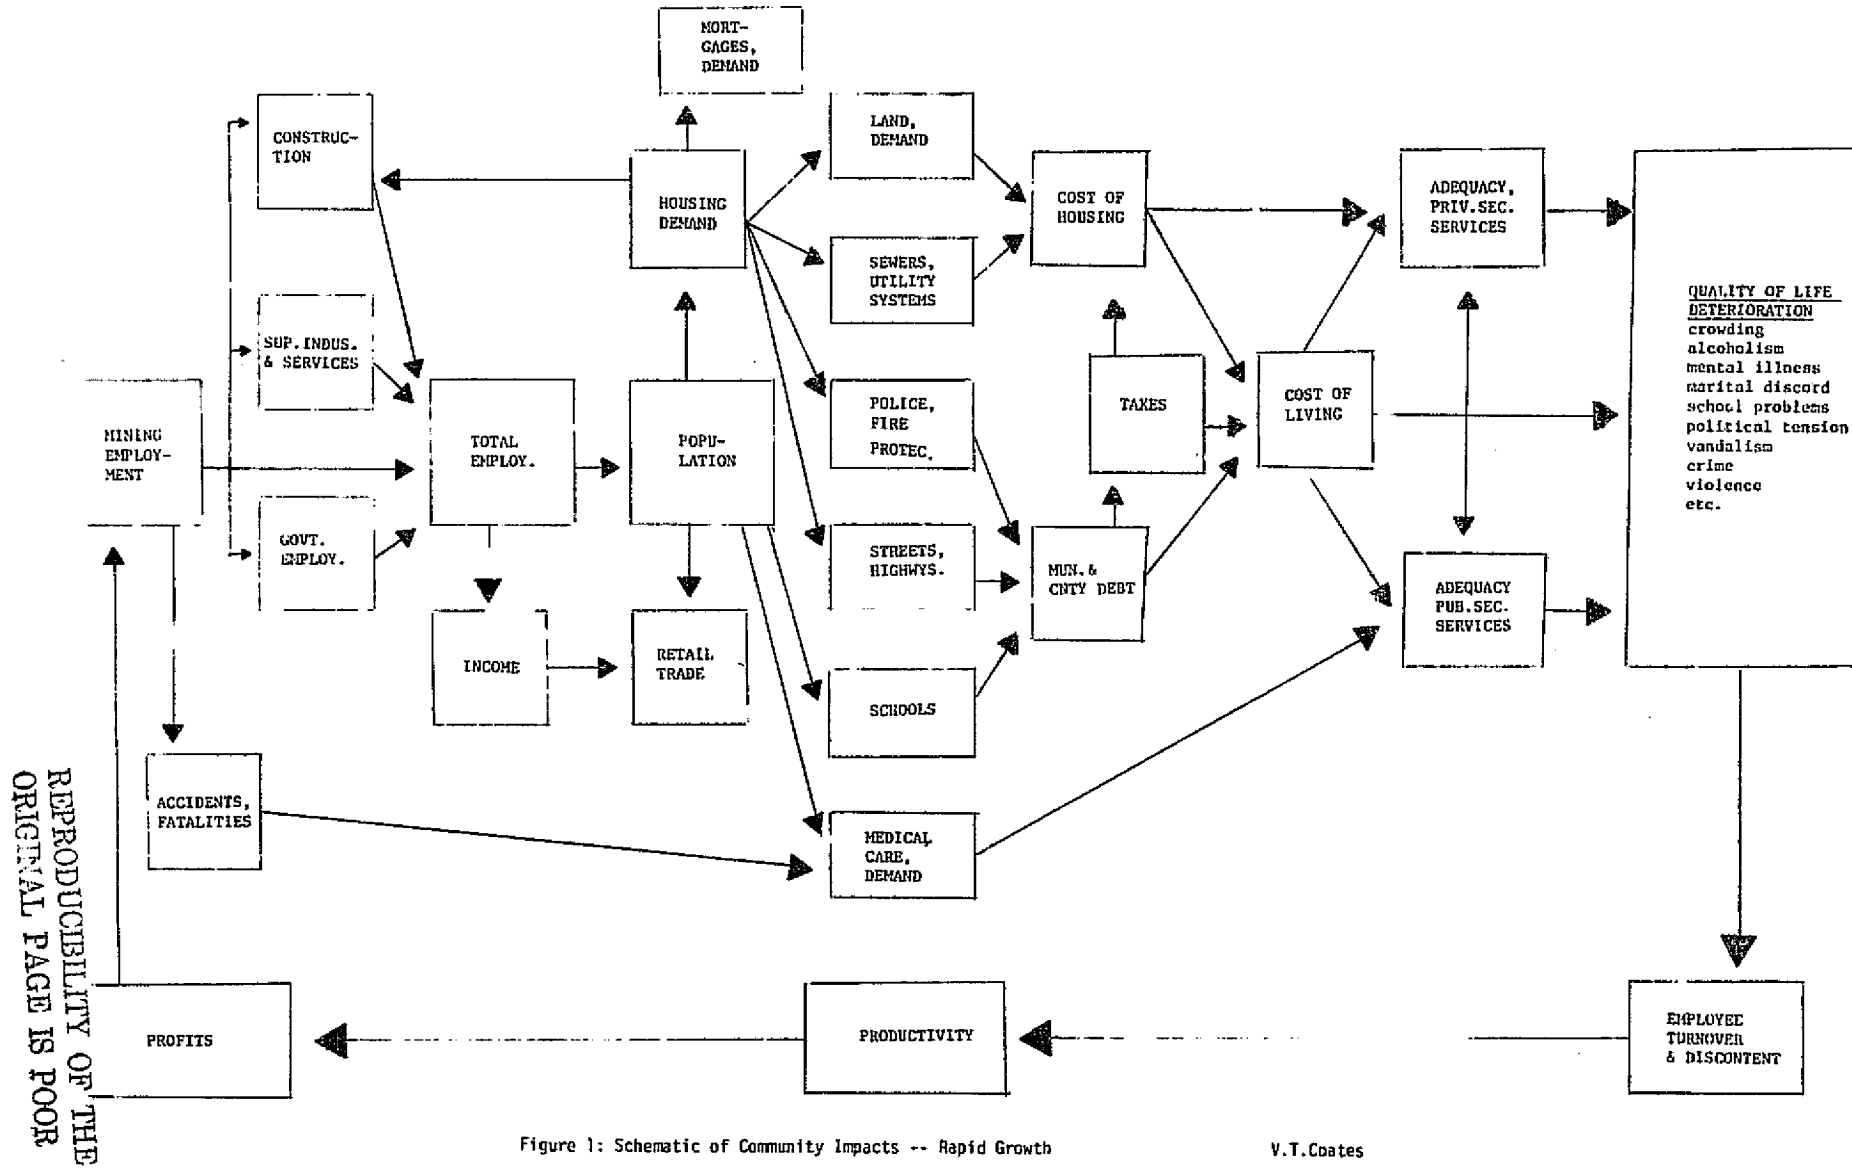 MORT-
GAGES,
DEMAND
CONSTRUC-
TION
LAND,
DEMAND
HOUSING
DEMAND
COST OF
HOUSING
ADEQUACY,
PRIV.SEC.
SERVICES
SEWERS,
UTILITY
SYSTEMS
SUP.INDUS.
& SERVICES
QUALITY OF LIFE
DETERIORATION
crowding
alcoholism
mental illness
marital discord
school problems
political tension
vandalism
crime
violence
etc.
MINING
EMPLOY-
MENT
TOTAL
EMPLOY.
POPU-
LATION
POLICE,
FIRE
PROTEC.
TAXES
COST OF
LIVING
GOVT.
EMPLOY.
STREETS,
HIGHWYS.
MUN.&
CNTY DEBT
ADEQUACY
PUB.SEC.
SERVICES
INCOME
RETAIL
TRADE
SCHOOLS
ACCIDENTS,
FATALITIES
MEDICAL
CARE,
DEMAND
PROFITS
PRODUCTIVITY
EMPLOYEE
TURNOVER
& DISCONTENT
REPRODUCIBILITY OF THE
ORIGINAL PAGE IS POOR
Figure 1: Schematic of Community Impacts -- Rapid Growth
V.T.Coates